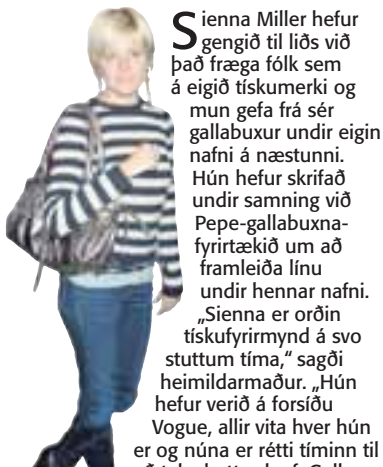 Sienna Miller hefur
gengið til liðs við
það fræga fólk sem
á eigið tískumerki og
mun gefa frá sér
gallabuxur undir eigin
nafni á næstunni.
Hún hefur skrifað
undir samning við
Pepe-gallabuxna-
fyrirtækið um að
framleiða línu
undir hennar nafni.
„Sienna er orðin
tískufyrirmynd á svo
stuttum tíma,“ sagði
heimildarmaður. „Hún
hefur verið á forsíðu
Vogue, allir vita hver hún
er og núna er rétti tíminn til